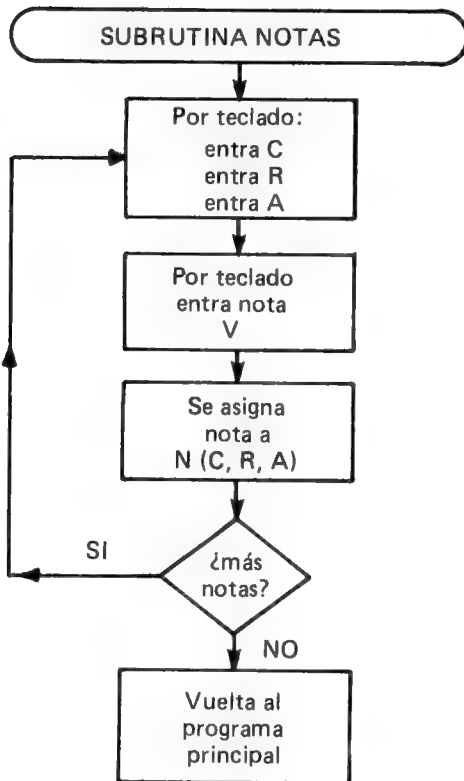 SUBRUTINA NOTAS
Por teclado:
entra C
entra R
entra A
Por teclado
entra nota
V
Se asigna
nota a
N (C, R, A)
SI
¿más
notas?
NO
Vuelta al
programa
principal